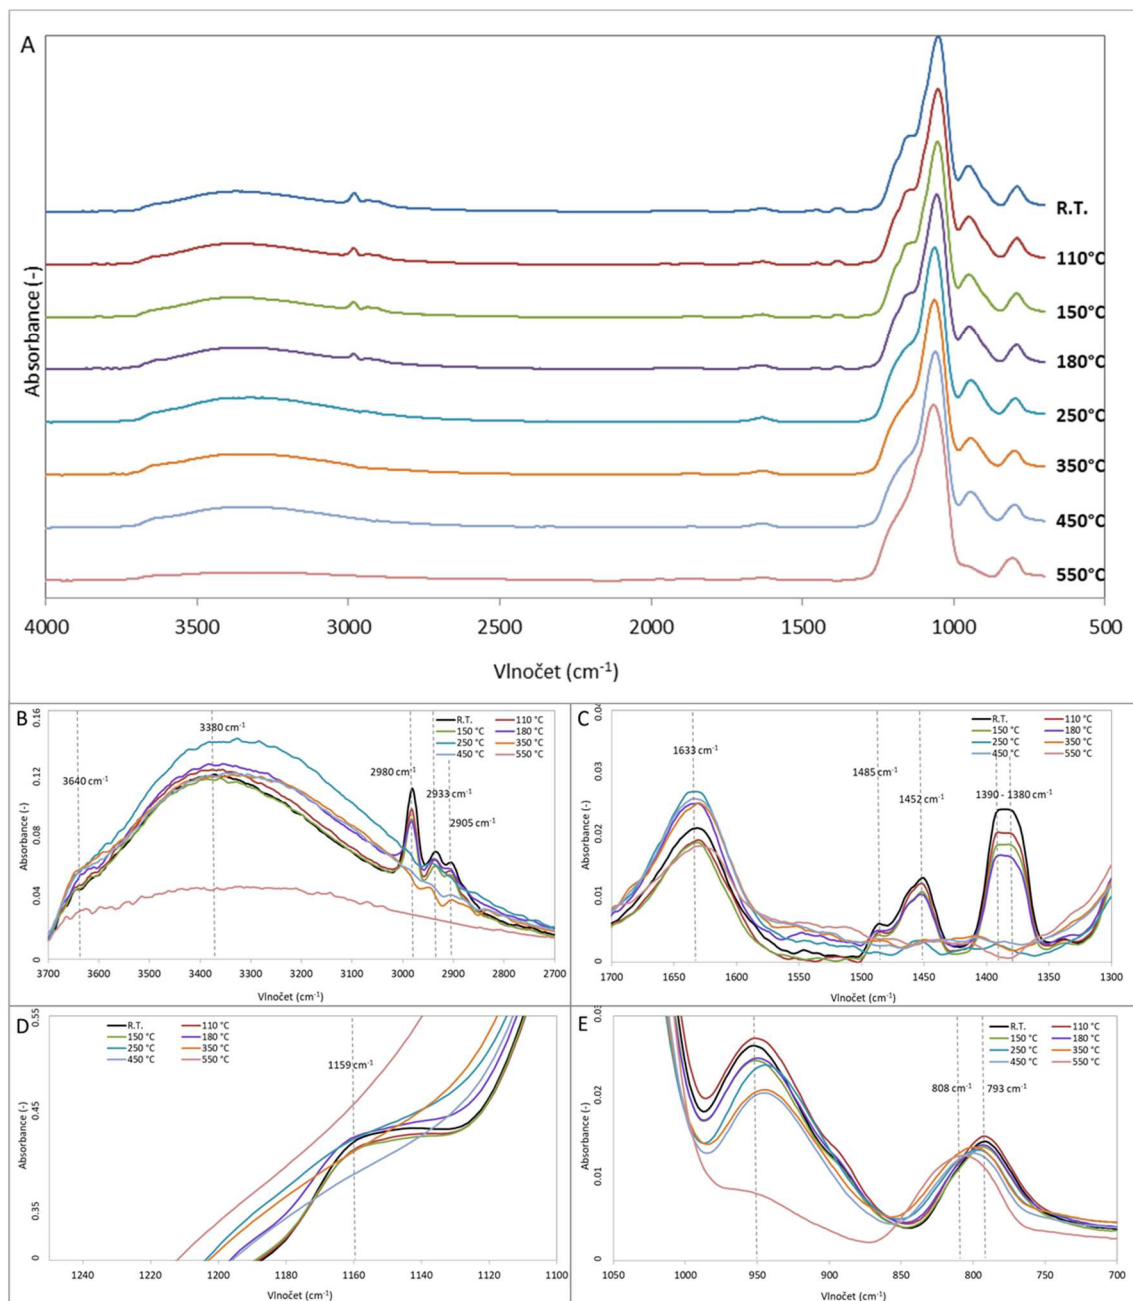 A
Absorbance (-)
R.T.
110°C
150°C
180°C
250°C
350°C
450°C
550°C
4000 3500 3000 2500 2000 1500 1000 500
Vlnočet (cm-1)
B
0.16
0.12
0.08
0.04
0
Absorbance (-)
3640 cm-1
3380 cm-1
2980 cm-1
2933 cm-1
2905 cm-1
R.T. 110 °C
150 °C 180 °C
250 °C 350 °C
450 °C 550 °C
3700 3600 3500 3400 3300 3200 3100 3000 2900 2800 2700
Vlnočet (cm-1)
C
0.04
0.03
0.02
0.01
0
Absorbance (-)
1633 cm-1
1485 cm-1
1452 cm-1
1390 - 1380 cm-1
R.T. 110 °C
150 °C 180 °C
250 °C 350 °C
450 °C 550 °C
1700 1650 1600 1550 1500 1450 1400 1350 1300
Vlnočet (cm-1)
D
0.55
0.45
0.35
0
Absorbance (-)
R.T. 110 °C
150 °C 180 °C
250 °C 350 °C
450 °C 550 °C
1159 cm-1
1240 1220 1200 1180 1160 1140 1120 1100
Vlnočet (cm-1)
E
0.03
0.02
0.01
0
Absorbance (-)
R.T. 110 °C
150 °C 180 °C
250 °C 350 °C
450 °C 550 °C
808 cm-1 793 cm-1
1050 1000 950 900 850 800 750 700
Vlnočet (cm-1)